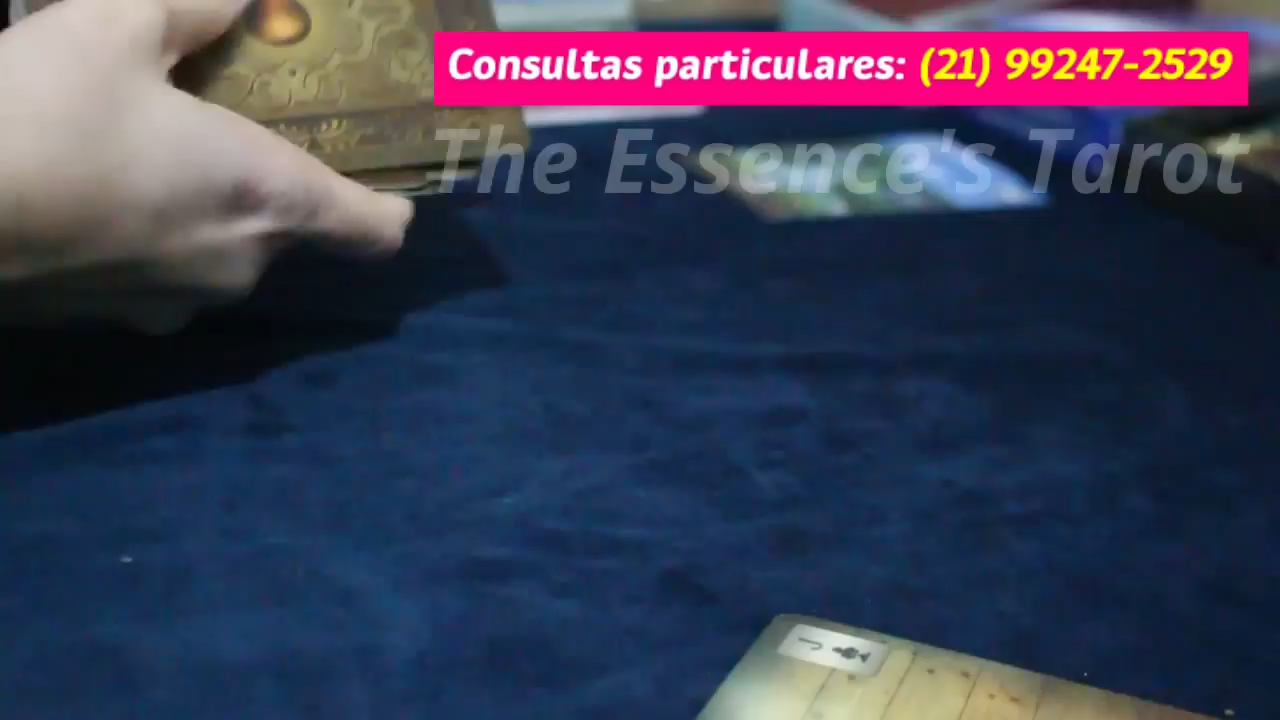 Consultas particulares: (21) 99247-2529
The Essence's Tarot
J